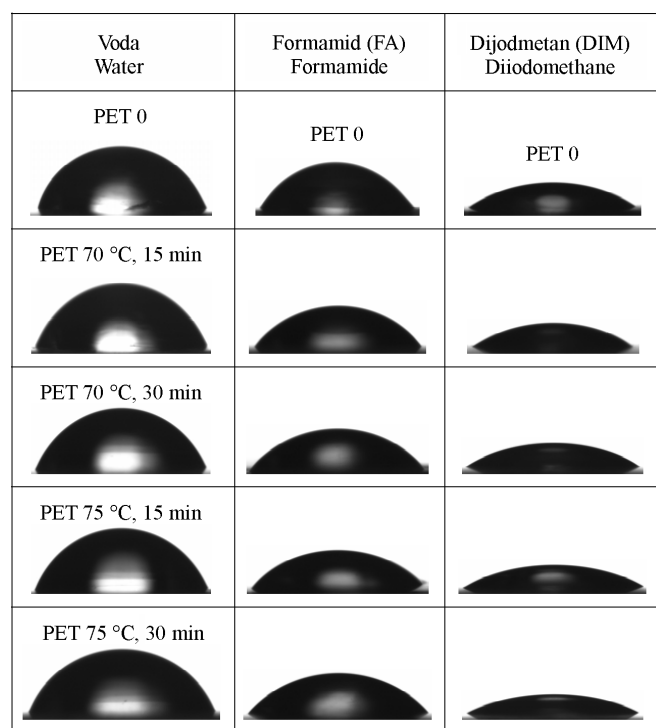 Voda
Water
Formamid (FA)
Formamide
Dijodmetan (DIM)
Diiodomethane
PET 0
PET 0
PET 0
PET 70 °C, 15 min
PET 70 °C, 30 min
PET 75 °C, 15 min
PET 75 °C, 30 min